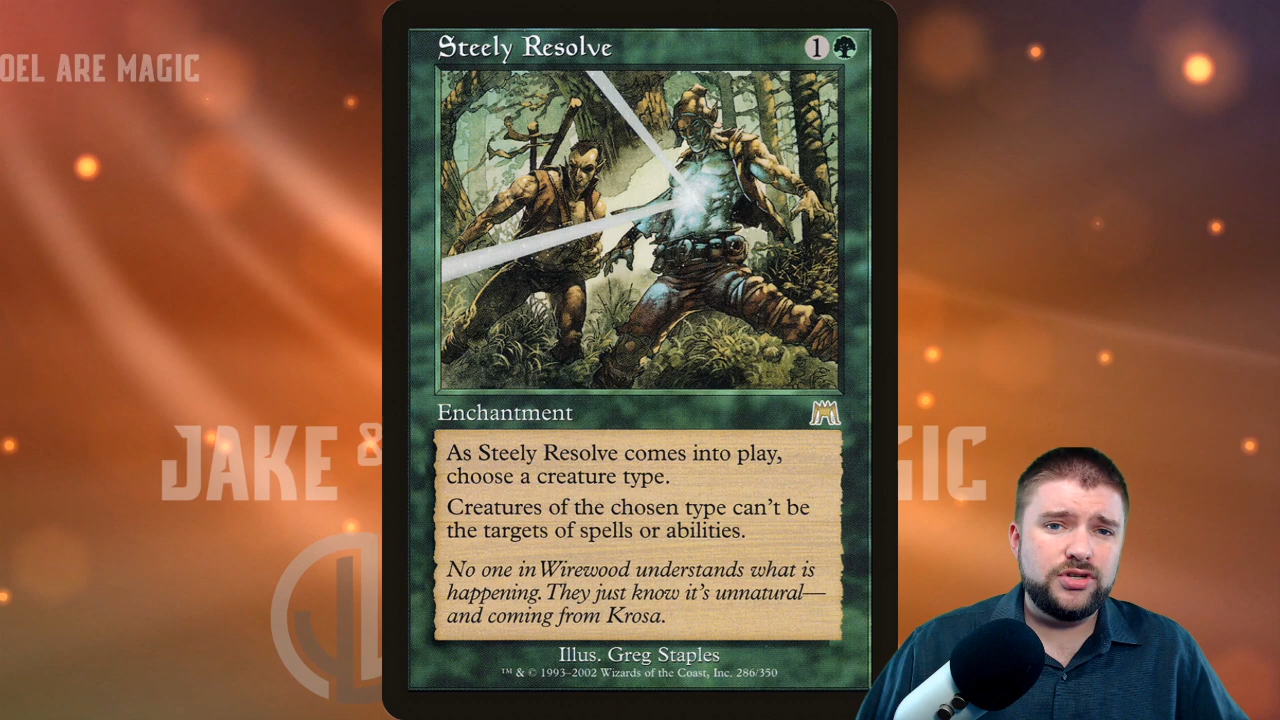 OEL ARE MAGIC
Steely Resolve 1
JAKE &
GIC
Enchantment
As Steely Resolve comes into play,
choose a creature type.
Creatures of the chosen type can't be
the targets of spells or abilities.
No one in Wirewood understands what is
happening. They just know it's unnatural—
and coming from Krosa.
Illus. Greg Staples
™ & © 1993–2002 Wizards of the Coast, Inc. 286/350